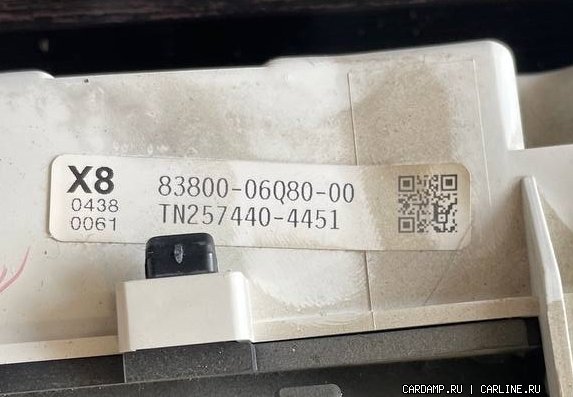 X8
0438
0061
83800-06Q80-00
TN257440-4451
CARDAMP.RU | CARLINE.RU